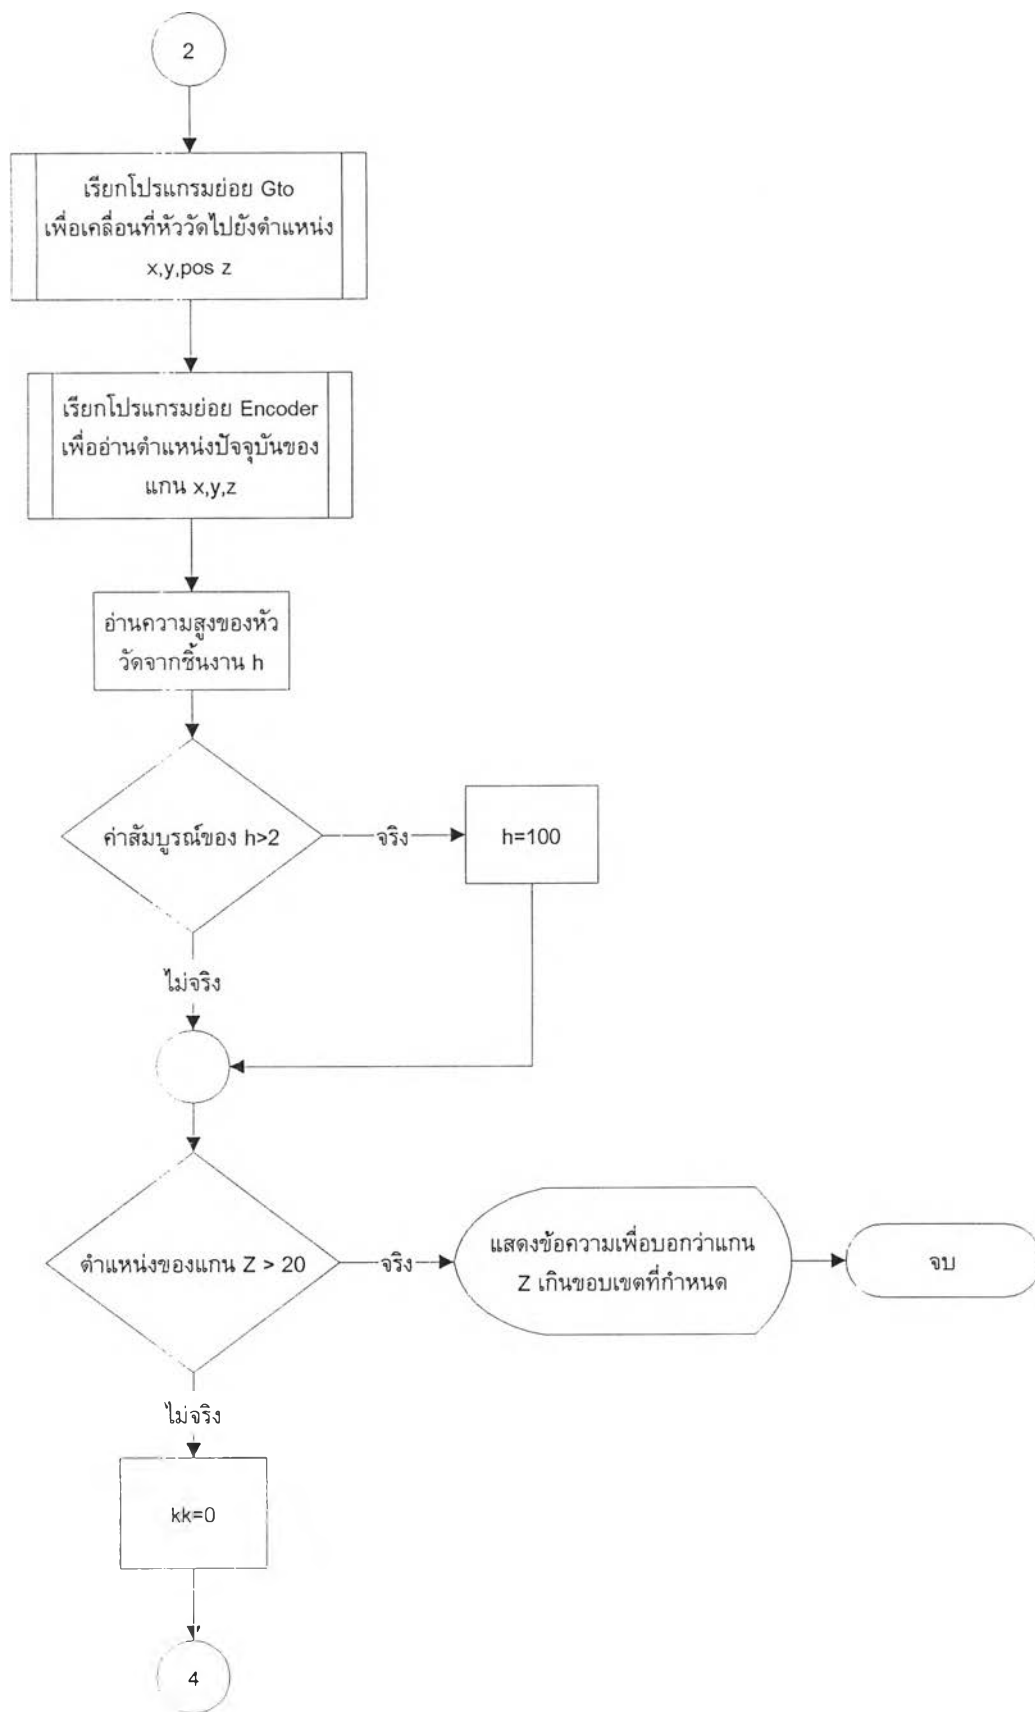 2
เรียกโปรแกรมย่อย Gto
เพื่อเคลื่อนที่หัววัดไปยังตำแหน่ง
x,y,pos z
เรียกโปรแกรมย่อย Encoder
เพื่ออ่านตำแหน่งปัจจุบันของ
แกน x,y,z
อ่านความสูงของหัว
วัดจากชิ้นงาน h
ค่าสัมบูรณ์ของ h>2
จริง
h=100
ไม่จริง
ตำแหน่งของแกน Z > 20
จริง
แสดงข้อความเพื่อบอกว่าแกน
Z เกินขอบเขตที่กำหนด
จบ
ไม่จริง
kk=0
4